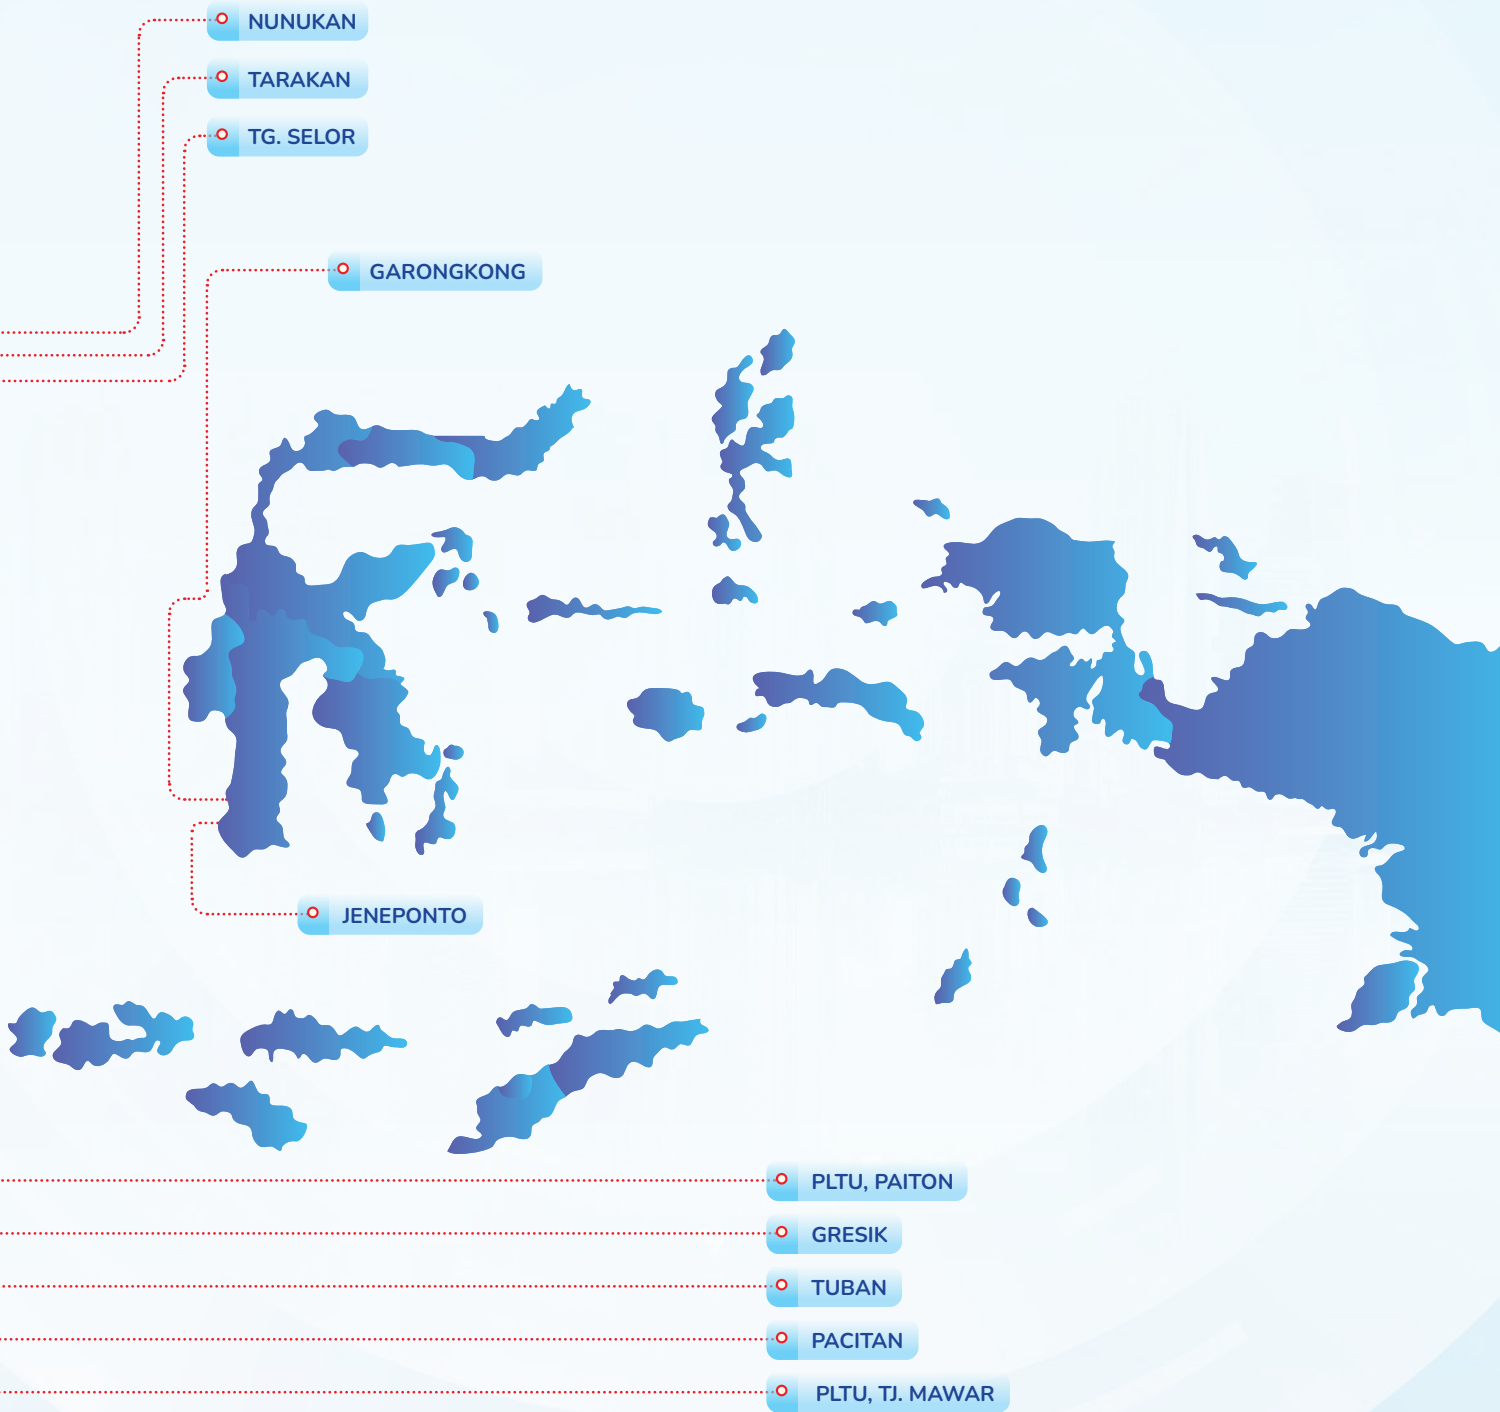 NUNUKAN
TARAKAN
TG. SELOR
GARONGKONG
JENEPONTO
PLTU, PAITON
GRESIK
TUBAN
PACITAN
PLTU, TJ. MAWAR